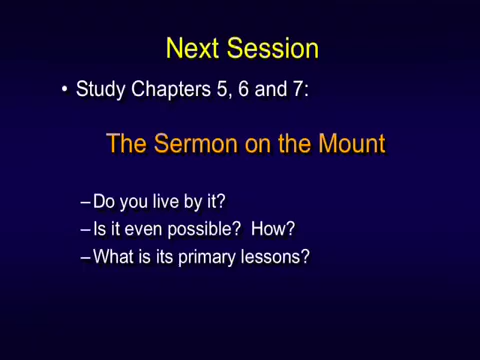 Next Session
• Study Chapters 5, 6 and 7:
The Sermon on the Mount
–Do you live by it?
–Is it even possible?  How?
–What is its primary lessons?